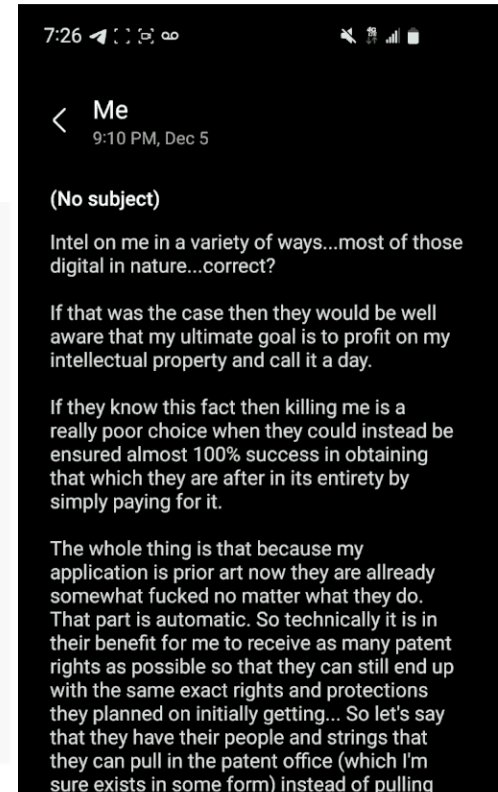 7:26
Me
9:10 PM, Dec 5
(No subject)
Intel on me in a variety of ways...most of those
digital in nature...correct?
If that was the case then they would be well
aware that my ultimate goal is to profit on my
intellectual property and call it a day.
If they know this fact then killing me is a
really poor choice when they could instead be
ensured almost 100% success in obtaining
that which they are after in its entirety by
simply paying for it.
The whole thing is that because my
application is prior art now they are allready
somewhat fucked no matter what they do.
That part is automatic. So technically it is in
their benefit for me to receive as many patent
rights as possible so that they can still end up
with the same exact rights and protections
they planned on initially getting... So let's say
that they have their people and strings that
they can pull in the patent office (which I'm
sure exists in some form) instead of pulling